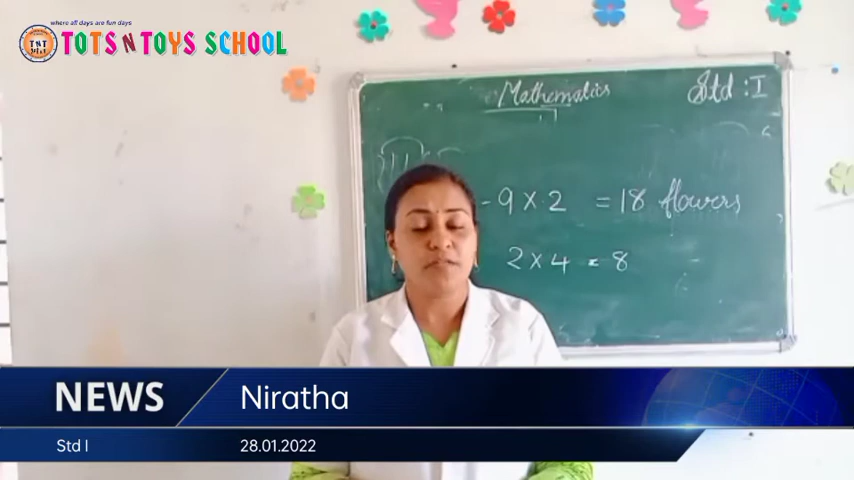 where all days are fun days
TNT
TOTS N TOYS SCHOOL
Mathematics
Std : I
- 9 x 2 = 18 flowers
2 x 4 = 8
NEWS
Niratha
Std I
28.01.2022